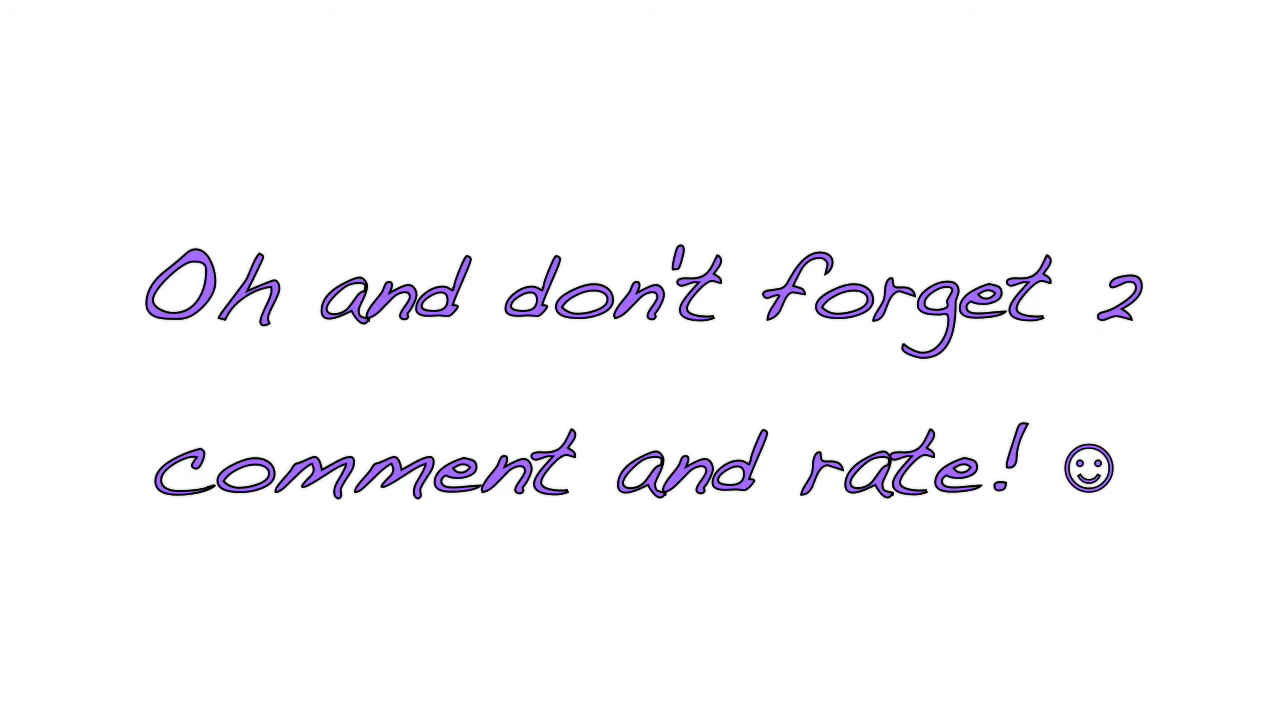 Oh and don't forget 2
comment and rate! ☺